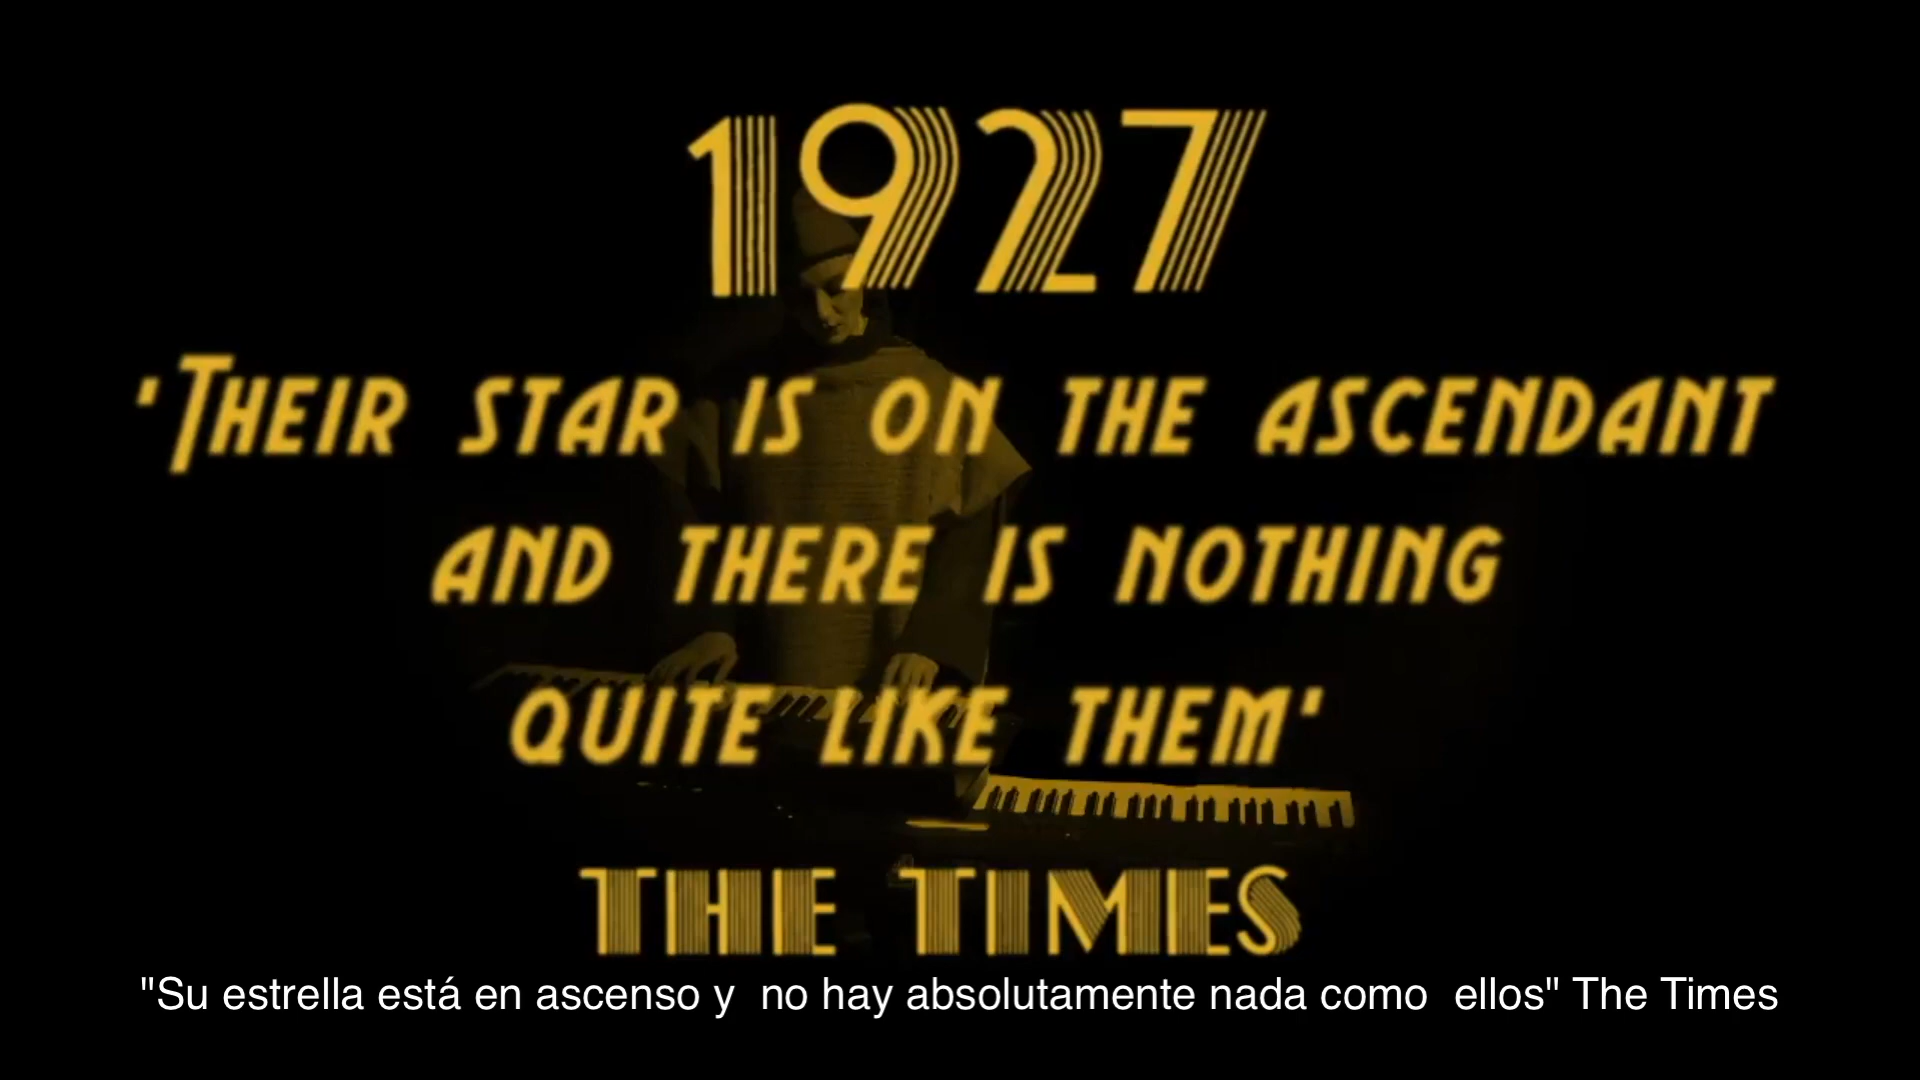 1927
'THEIR STAR IS ON THE ASCENDANT
AND THERE IS NOTHING
QUITE LIKE THEM'
THE TIMES
"Su estrella está en ascenso y  no hay absolutamente nada como  ellos" The Times